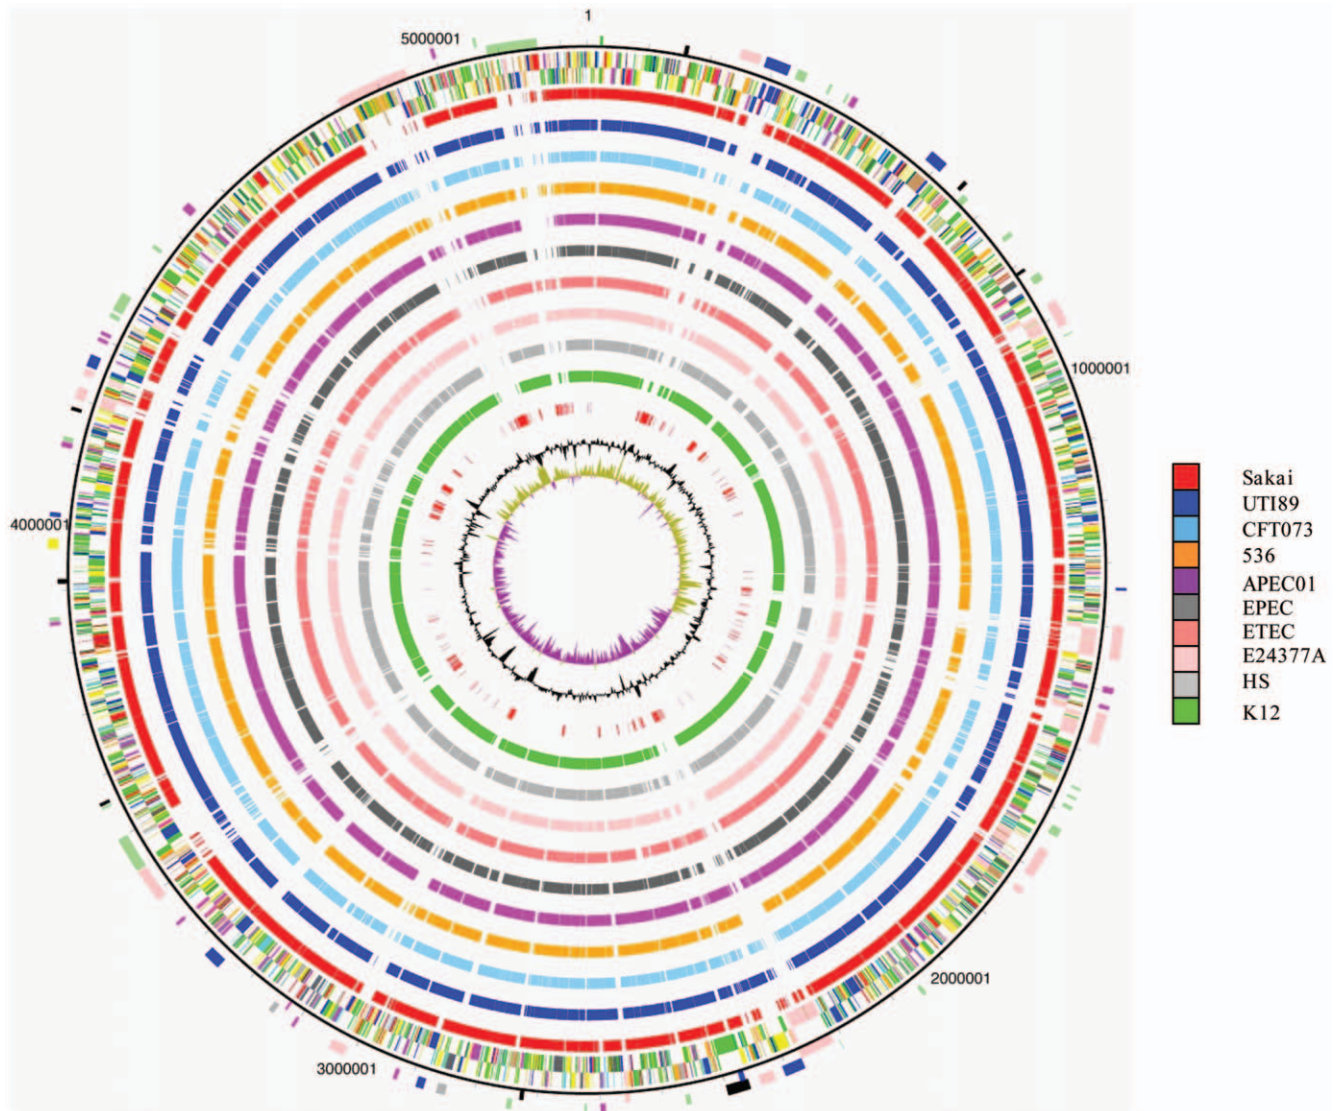 1
5000001
1000001
4000001
Sakai
UTI89
CFT073
536
APEC01
EPEC
ETEC
E24377A
HS
K12
2000001
3000001